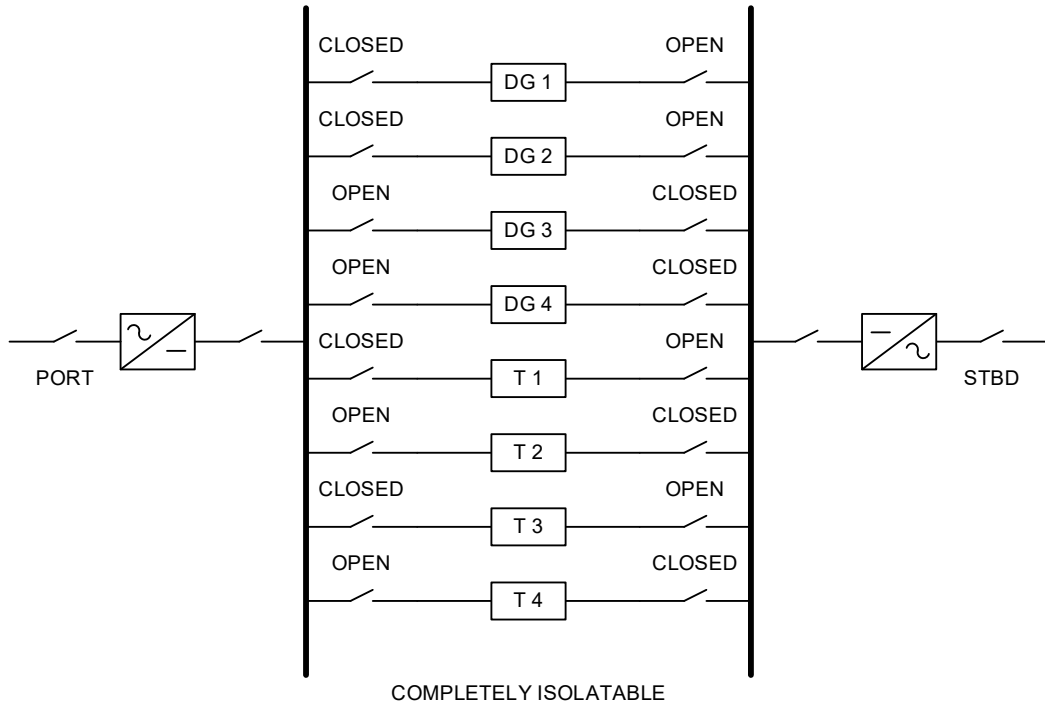 CLOSED OPEN
DG 1
CLOSED OPEN
DG 2
OPEN CLOSED
DG 3
OPEN CLOSED
DG 4
CLOSED OPEN
PORT T 1 STBD
OPEN CLOSED
T 2
CLOSED OPEN
T 3
OPEN CLOSED
T 4
COMPLETELY ISOLATABLE